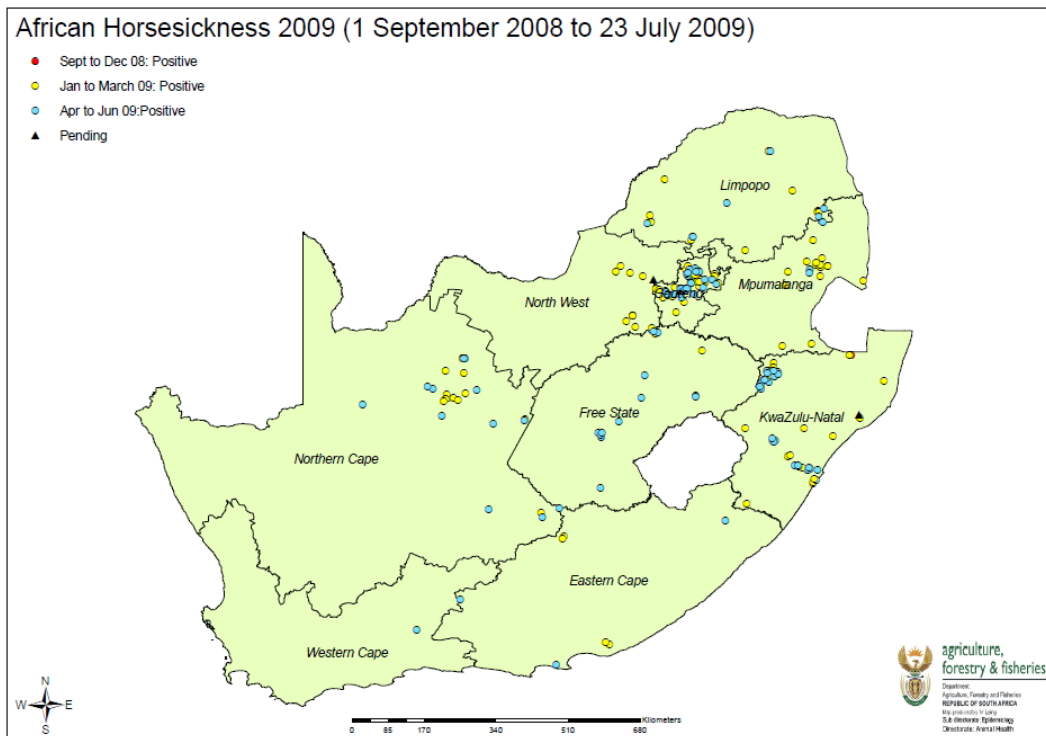 African Horsesickness 2009 (1 September 2008 to 23 July 2009)
Sept to Dec 08: Positive
Jan to March 09: Positive
Apr to Jun 09:Positive
Pending
Limpopo
North West
Gauteng
Mpumalanga
Free State
KwaZulu-Natal
Northern Cape
Eastern Cape
Western Cape
N
W E
S
Kilometers
0 85 170 340 510 680
agriculture,
forestry & fisheries
Department:
Agriculture, Forestry and Fisheries
REPUBLIC OF SOUTH AFRICA
Sub directorate: Epidemiology
Directorate: Animal Health